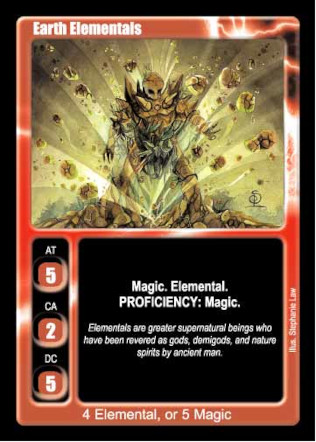 Earth Elementals
AT
5
CA
2
DC
5
Magic. Elemental.
PROFICIENCY: Magic.
Elementals are greater supernatural beings who
have been revered as gods, demigods, and nature
spirits by ancient man.
Illus. Stephanie Law
4 Elemental, or 5 Magic